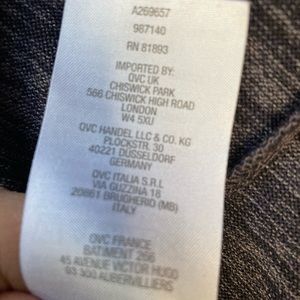 A269657
987140
RN 81893
IMPORTED BY:
QVC UK
CHISWICK PARK
566 CHISWICK HIGH ROAD
LONDON
W4 5XU
QVC HANDEL LLC & CO. KG
PLOCKSTR. 30
40221 DUSSELDORF
GERMANY
QVC ITALIA S.R.L
VIA GUZZINA 18
20861 BRUGHERIO (MB)
ITALY
QVC FRANCE
BATIMENT 266
45 AVENUE VICTOR HUGO
93 300 AUBERVILLIERS